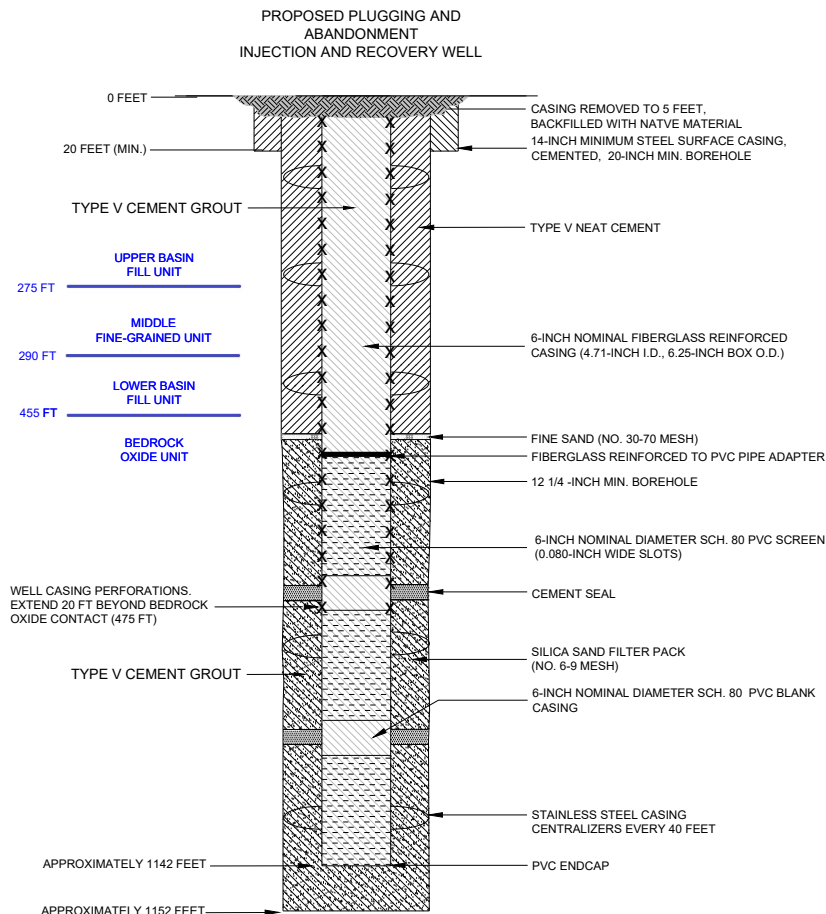 PROPOSED PLUGGING AND
ABANDONMENT
INJECTION AND RECOVERY WELL
0 FEET
CASING REMOVED TO 5 FEET,
BACKFILLED WITH NATVE MATERIAL
20 FEET (MIN.)
14-INCH MINIMUM STEEL SURFACE CASING,
CEMENTED, 20-INCH MIN. BOREHOLE
TYPE V CEMENT GROUT
TYPE V NEAT CEMENT
UPPER BASIN
FILL UNIT
275 FT
MIDDLE
FINE-GRAINED UNIT
290 FT
6-INCH NOMINAL FIBERGLASS REINFORCED
CASING (4.71-INCH I.D., 6.25-INCH BOX O.D.)
LOWER BASIN
FILL UNIT
455 FT
BEDROCK
OXIDE UNIT
FINE SAND (NO. 30-70 MESH)
FIBERGLASS REINFORCED TO PVC PIPE ADAPTER
12 1/4 -INCH MIN. BOREHOLE
6-INCH NOMINAL DIAMETER SCH. 80 PVC SCREEN
(0.080-INCH WIDE SLOTS)
WELL CASING PERFORATIONS.
EXTEND 20 FT BEYOND BEDROCK
OXIDE CONTACT (475 FT)
CEMENT SEAL
SILICA SAND FILTER PACK
(NO. 6-9 MESH)
TYPE V CEMENT GROUT
6-INCH NOMINAL DIAMETER SCH. 80 PVC BLANK
CASING
STAINLESS STEEL CASING
CENTRALIZERS EVERY 40 FEET
APPROXIMATELY 1142 FEET
PVC ENDCAP
APPROXIMATELY 1152 FEET